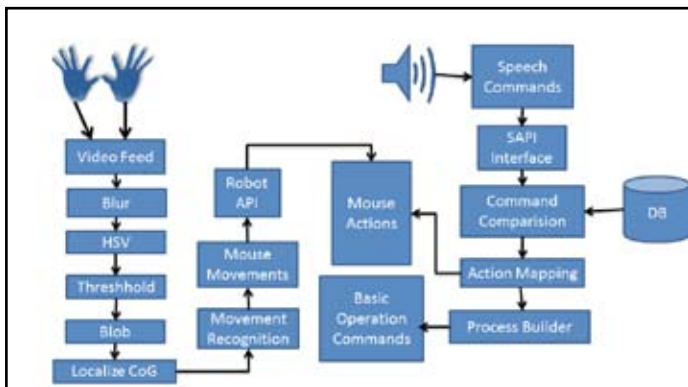 Video Feed
Blur
HSV
Threshhold
Blob
Localize CoG
Movement
Recognition
Mouse
Movements
Robot
API
Mouse
Actions
Speech
Commands
SAPI
Interface
Command
Comparision
DB
Action Mapping
Process Builder
Basic
Operation
Commands